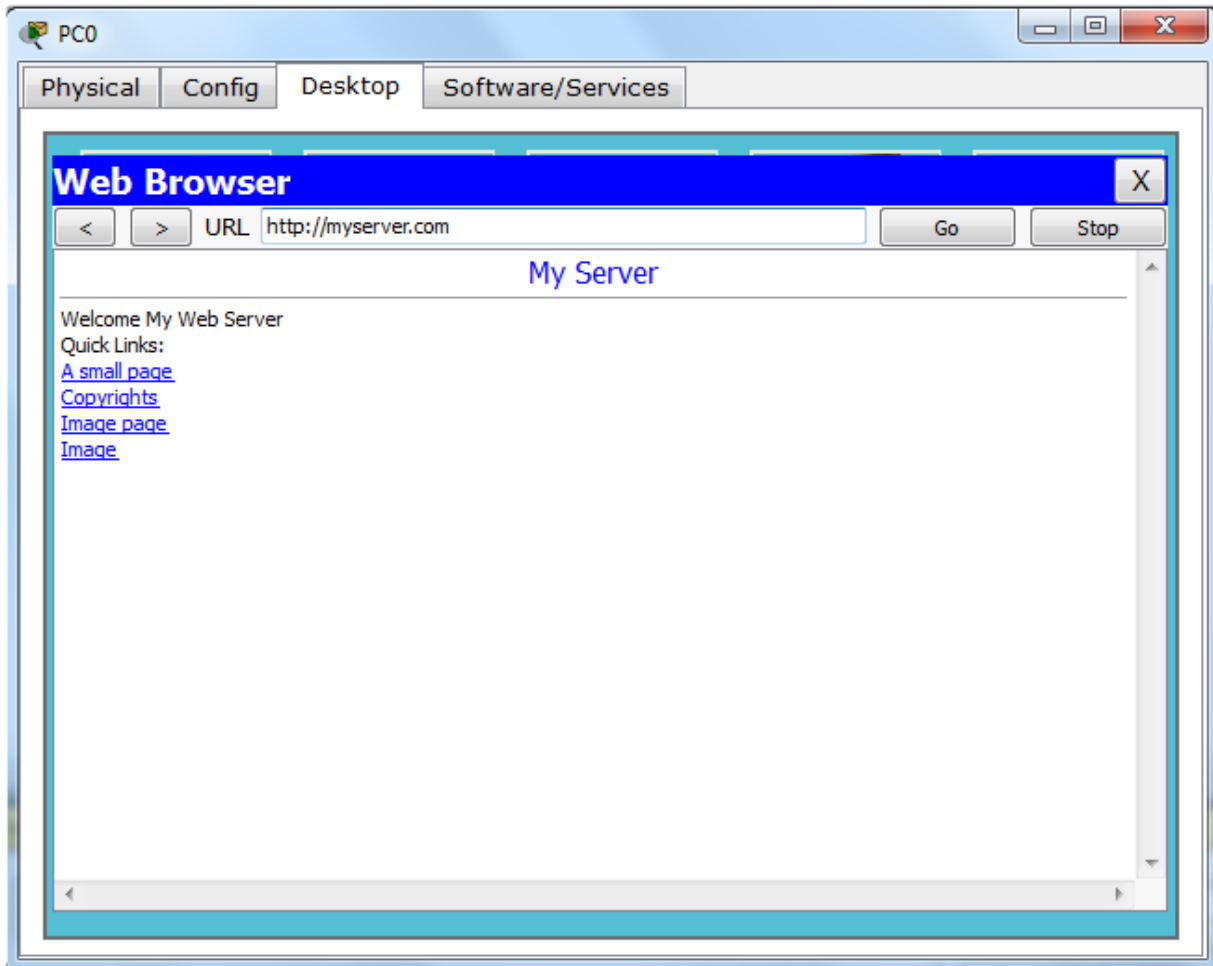 PC0
X
Physical Config Desktop Software/Services
Web Browser X
< > URL http://myserver.com Go Stop
My Server
Welcome My Web Server
Quick Links:
A small page
Copyrights
Image page
Image